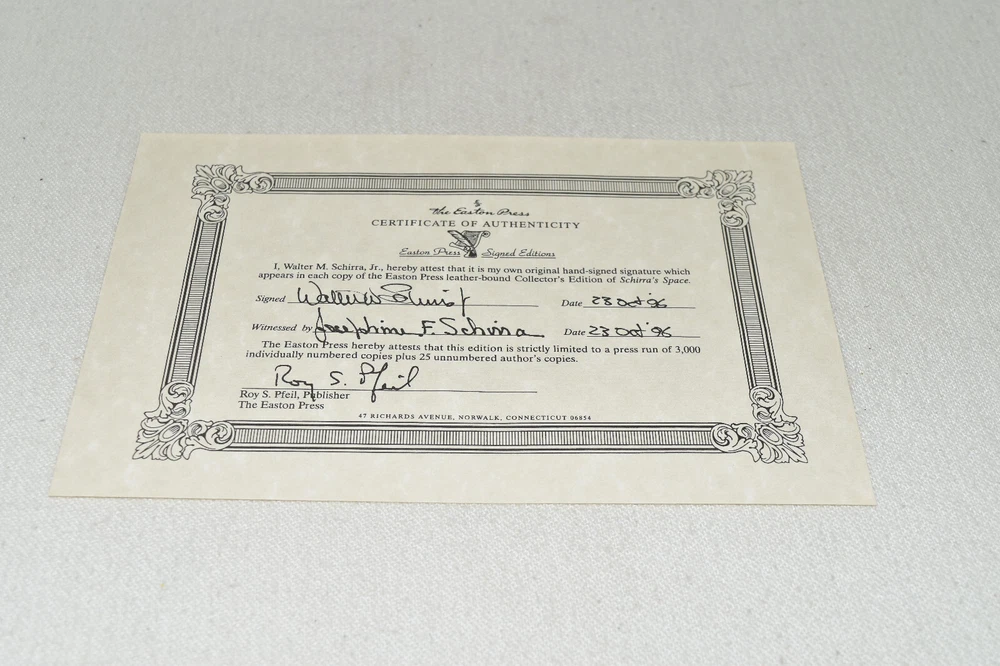 The Easton Press
CERTIFICATE OF AUTHENTICITY
Easton Press Signed Editions
I, Walter M. Schirra, Jr., hereby attest that it is my own original hand-signed signature which
appears in each copy of the Easton Press leather-bound Collector's Edition of Schirra's Space.
Signed Walter M Schirra Jr Date 23 Oct '96
Witnessed by Josephine F. Schirra Date 23 Oct '96
The Easton Press hereby attests that this edition is strictly limited to a press run of 3,000
individually numbered copies plus 25 unnumbered author's copies.
Roy S. Pfeil
Roy S. Pfeil, Publisher
The Easton Press
47 RICHARDS AVENUE, NORWALK, CONNECTICUT 06854